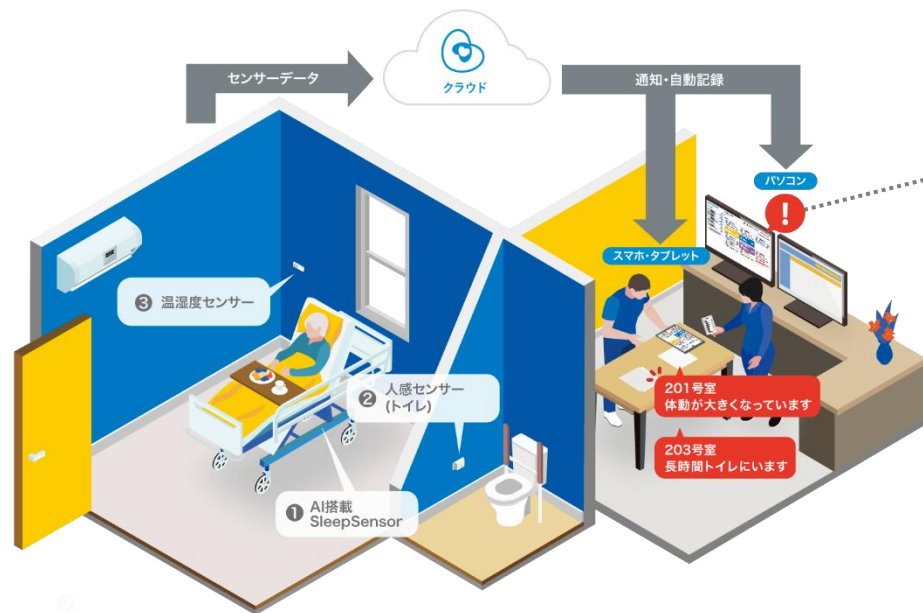 センサーデータ
クラウド
通知・自動記録
パソコン
スマホ・タブレット
❸ 温湿度センサー
❷ 人感センサー
(トイレ)
❶ AI搭載
SleepSensor
201号室
体動が大きくなっています
203号室
長時間トイレにいます